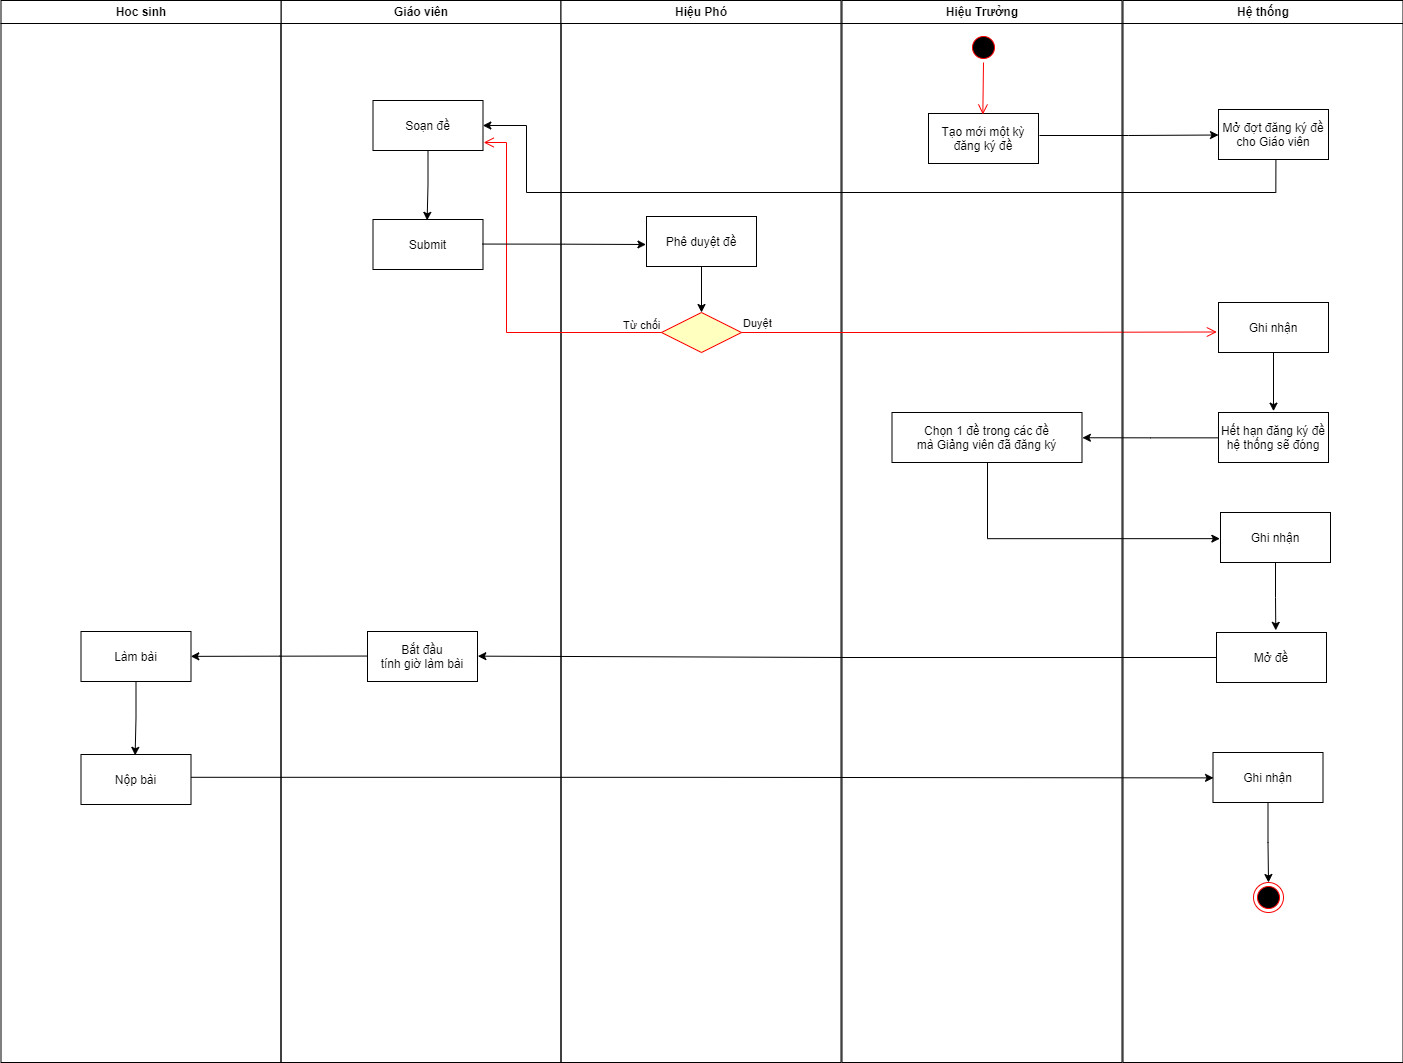 Hoc sinh
Giáo viên
Hiệu Phó
Hiệu Trưởng
Hệ thống
Soạn đề
Tạo mới một kỳ
đăng ký đề
Mở đợt đăng ký đề
cho Giáo viên
Submit
Phê duyệt đề
Từ chối
Duyệt
Ghi nhận
Chọn 1 đề trong các đề
mà Giảng viên đã đăng ký
Hết hạn đăng ký đề
hệ thống sẽ đóng
Ghi nhận
Làm bài
Bắt đầu
tính giờ làm bài
Mở đề
Nộp bài
Ghi nhận